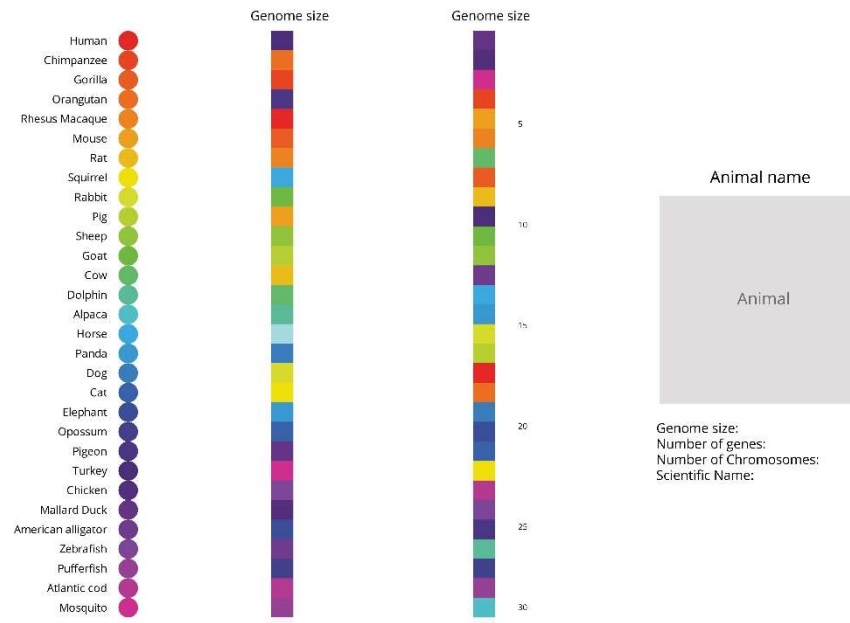 Genome size
Genome size
Human
Chimpanzee
Gorilla
Orangutan
Rhesus Macaque
Mouse
Rat
Squirrel
Rabbit
Pig
Sheep
Goat
Cow
Dolphin
Alpaca
Horse
Panda
Dog
Cat
Elephant
Opossum
Pigeon
Turkey
Chicken
Mallard Duck
American alligator
Zebrafish
Pufferfish
Atlantic cod
Mosquito
5
10
15
20
25
30
Animal name
Animal
Genome size:
Number of genes:
Number of Chromosomes:
Scientific Name: